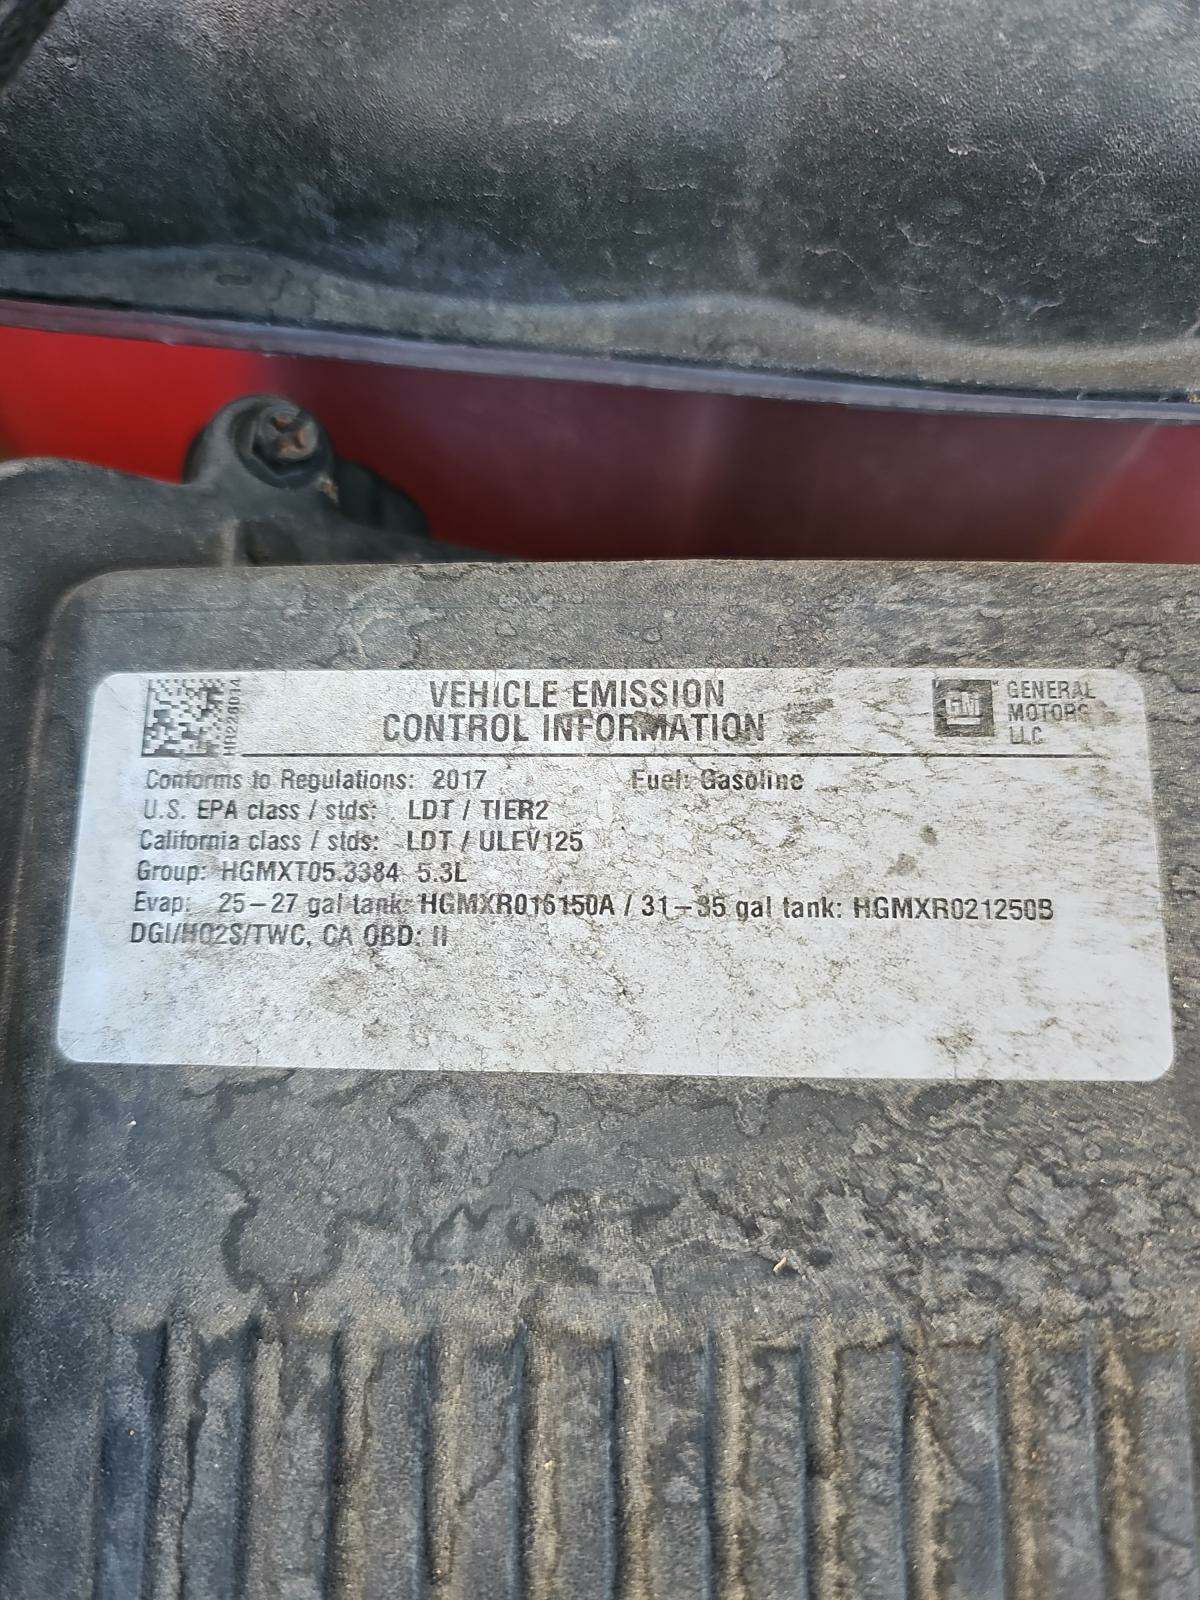 VEHICLE EMISSION
CONTROL INFORMATION
GM
GENERAL
MOTORS
LLC
Conforms to Regulations: 2017 Fuel: Gasoline
U.S. EPA class / stds: LDT / TIER2
California class / stds: LDT / ULEV125
Group: HGMXT05.3384 5.3L
Evap: 25-27 gal tank: HGMXR016150A / 31-35 gal tank: HGMXR021250B
DGI/HO2S/TWC, CA OBD: II